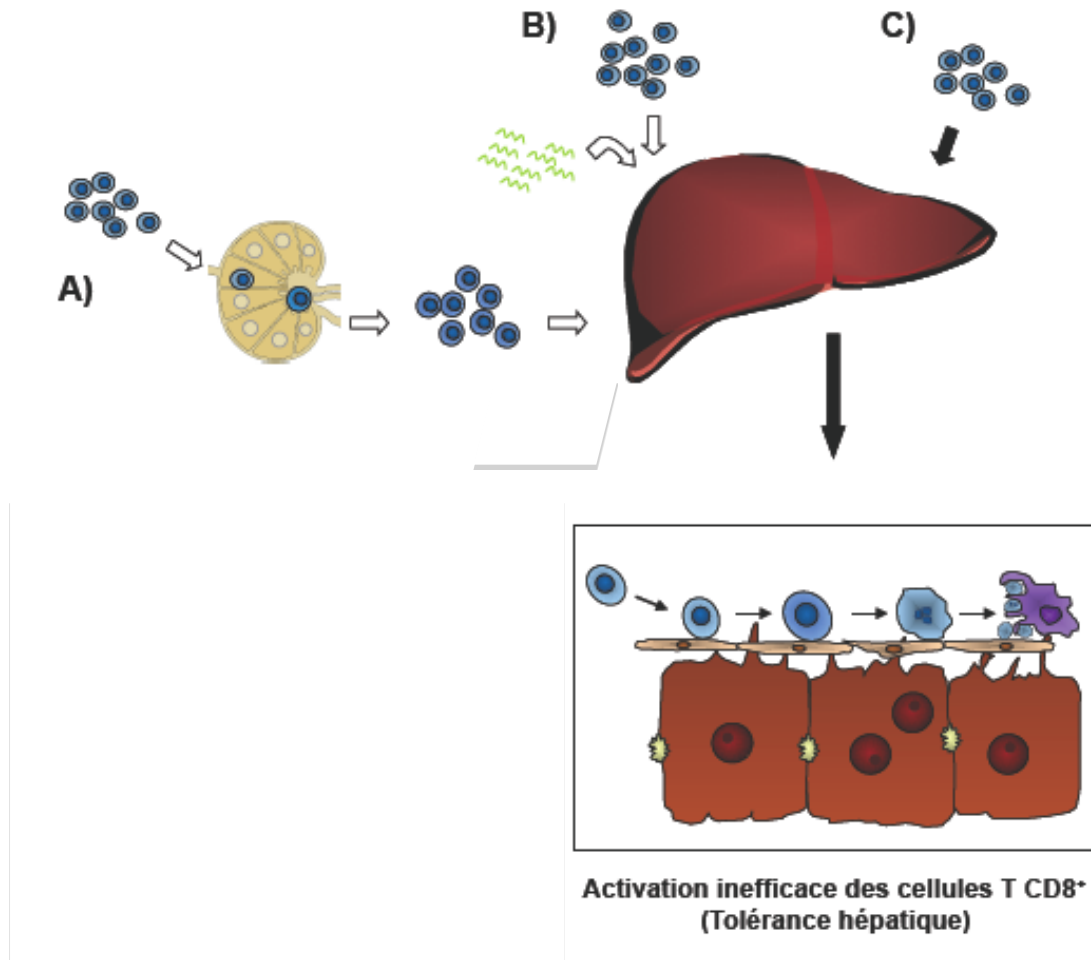 B)
C)
A)
Activation inefficace des cellules T CD8⁺
(Tolérance hépatique)